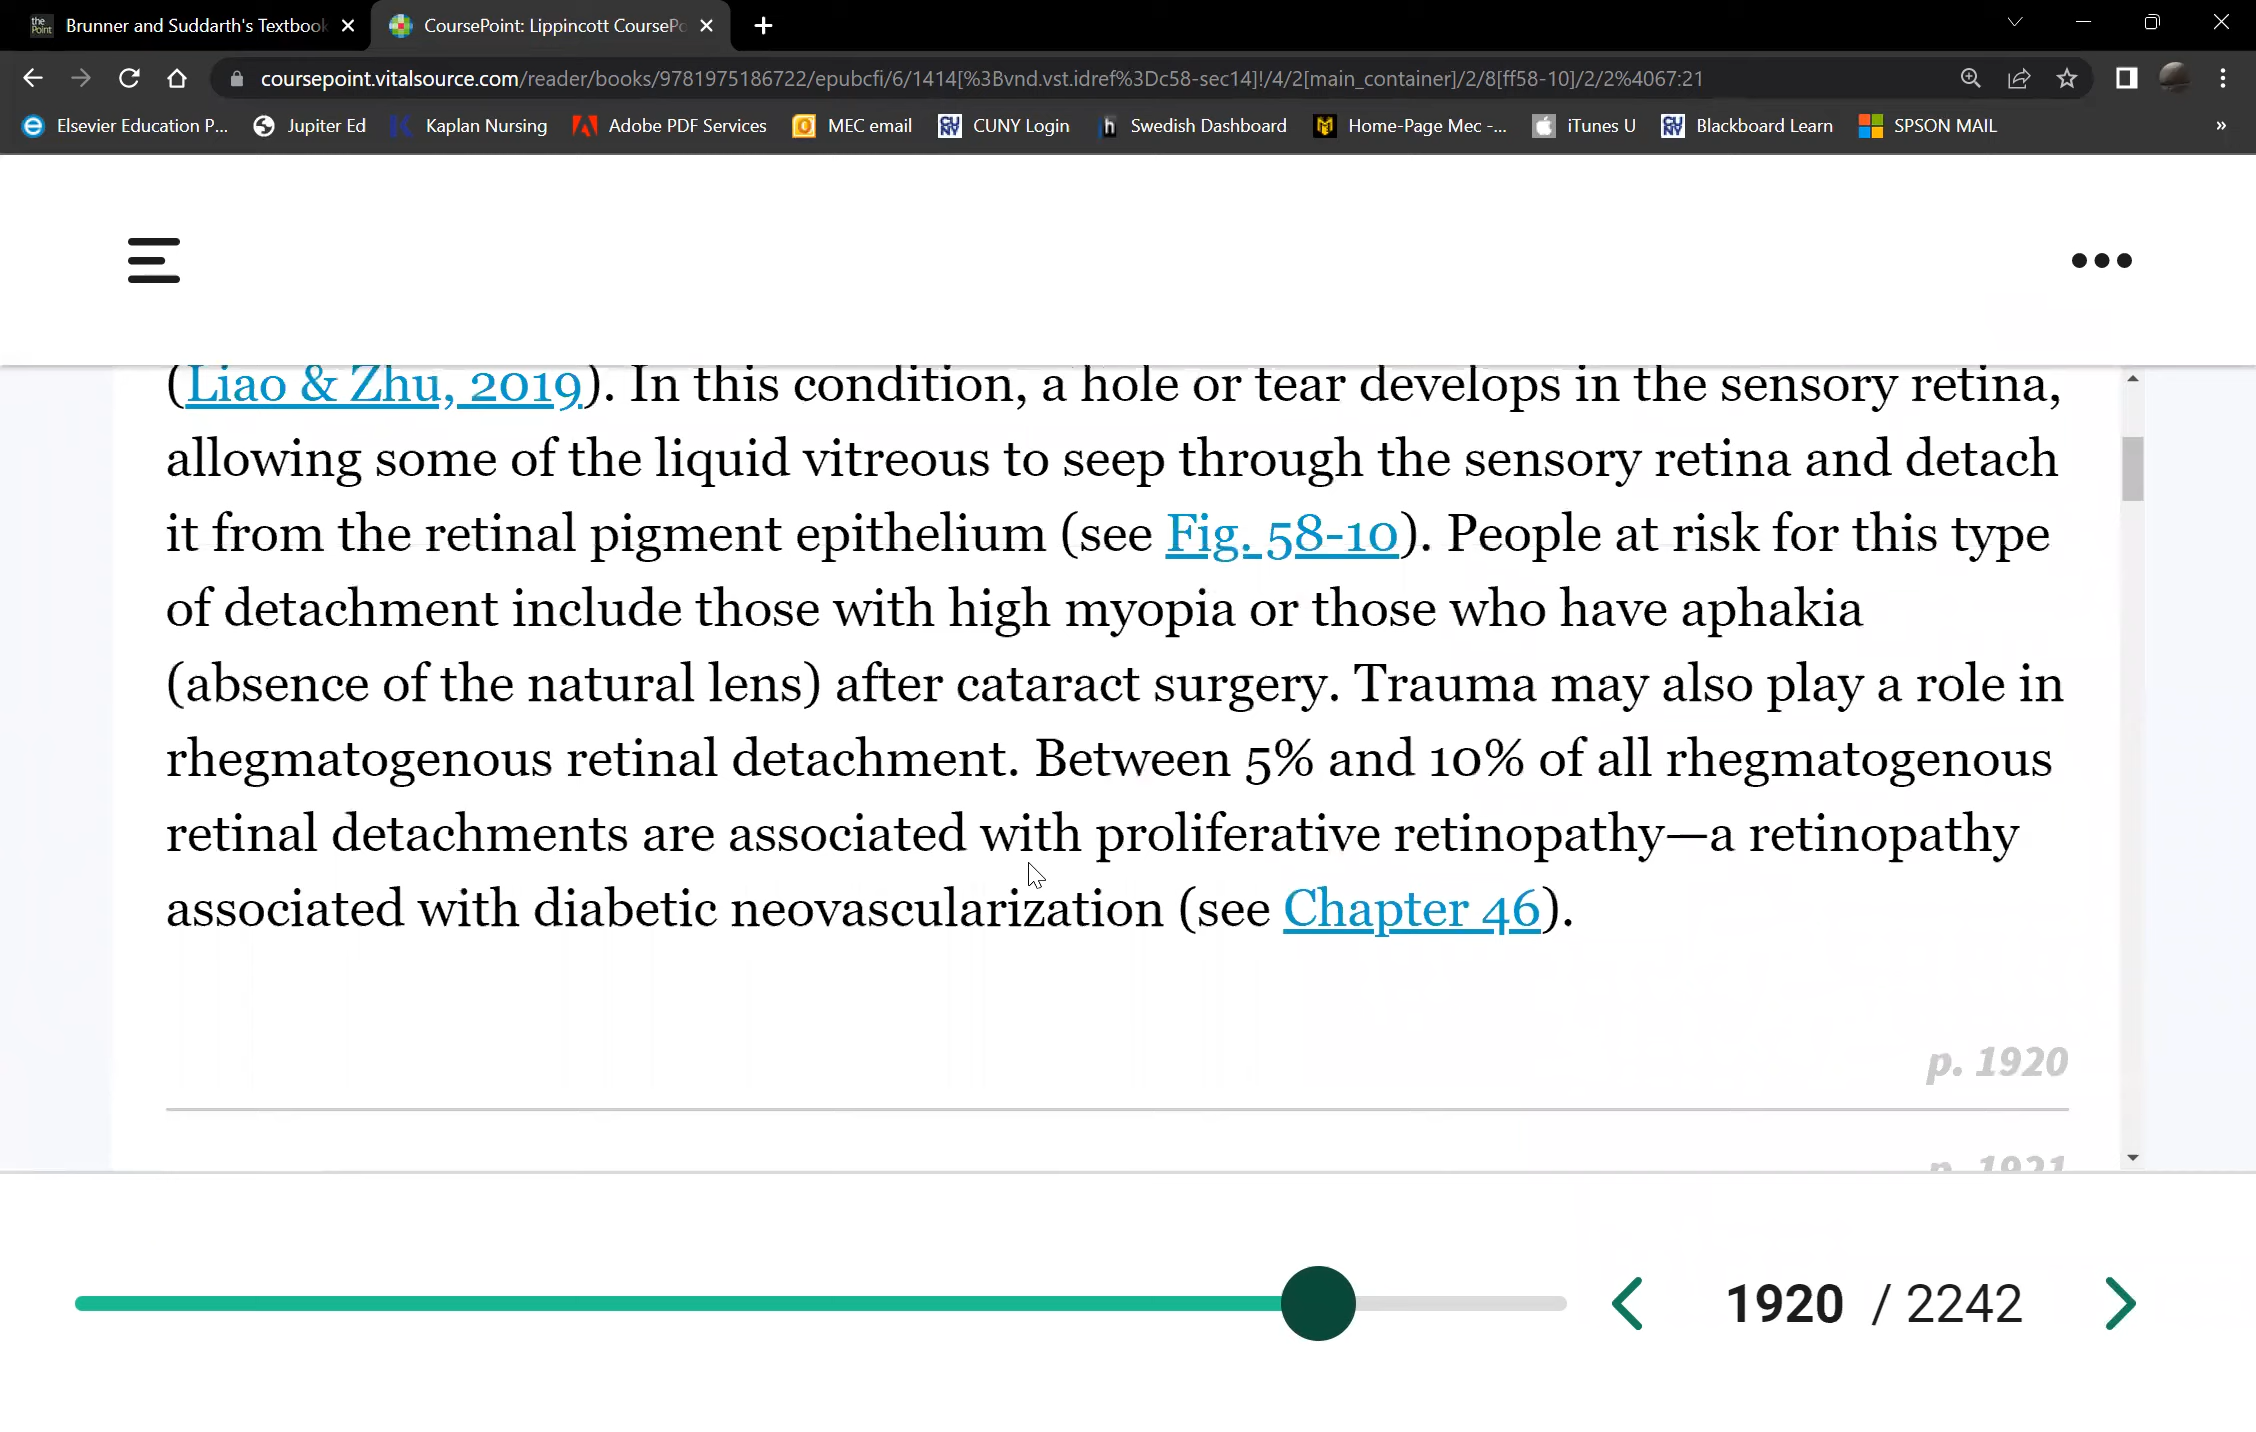 the Point
Brunner and Suddarth's Textbook
CoursePoint: Lippincott CoursePo
coursepoint.vitalsource.com/reader/books/9781975186722/epubcfi/6/1414[%3Bvnd.vst.idref%3Dc58-sec14]!/4/2[main_container]/2/8[ff58-10]/2/2%4067:21
Elsevier Education P...
Jupiter Ed
Kaplan Nursing
Adobe PDF Services
MEC email
CUNY Login
Swedish Dashboard
Home-Page Mec -...
iTunes U
Blackboard Learn
SPSON MAIL
(Liao & Zhu, 2019). In this condition, a hole or tear develops in the sensory retina,
allowing some of the liquid vitreous to seep through the sensory retina and detach
it from the retinal pigment epithelium (see Fig. 58-10). People at risk for this type
of detachment include those with high myopia or those who have aphakia
(absence of the natural lens) after cataract surgery. Trauma may also play a role in
rhegmatogenous retinal detachment. Between 5% and 10% of all rhegmatogenous
retinal detachments are associated with proliferative retinopathy—a retinopathy
associated with diabetic neovascularization (see Chapter 46).
p. 1920
p. 1921
1920 / 2242